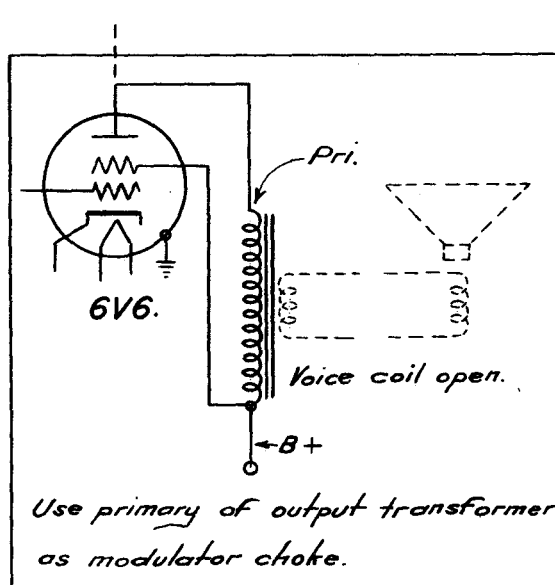 Pri.
6V6.
Voice coil open.
B+
Use primary of output transformer
as modulator choke.